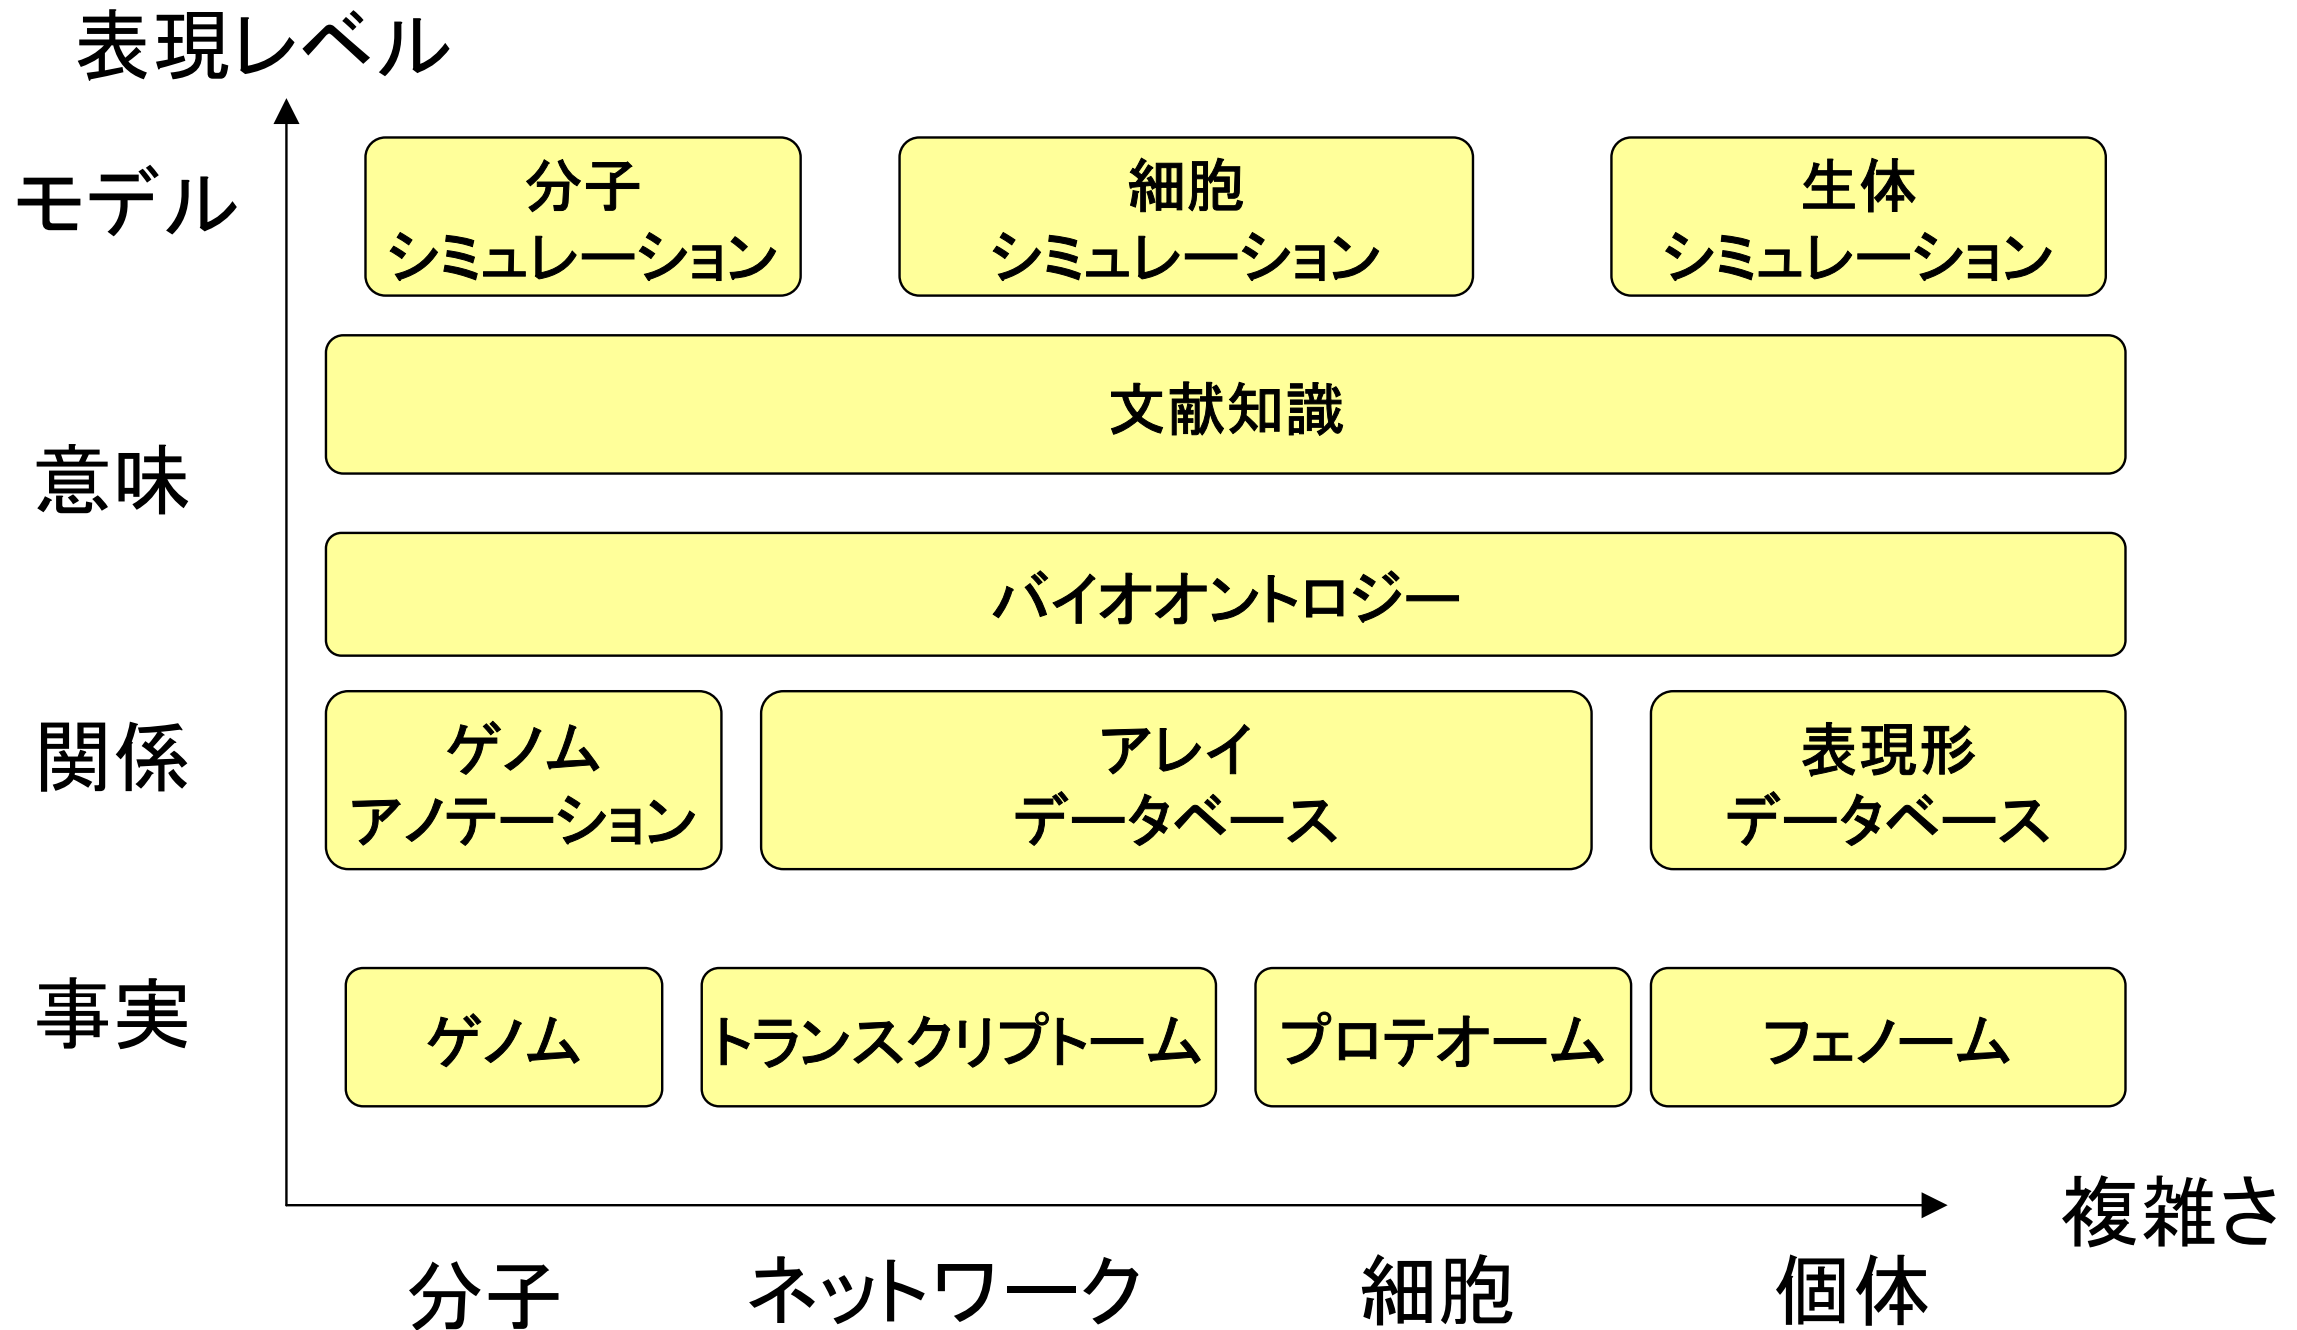 表現レベル
モデル
分子
シミュレーション
細胞
シミュレーション
生体
シミュレーション
文献知識
意味
バイオオントロジー
関係
ゲノム
アノテーション
アレイ
データベース
表現形
データベース
事実
ゲノム
トランスクリプトーム
プロテオーム
フェノーム
複雑さ
分子
ネットワーク
細胞
個体